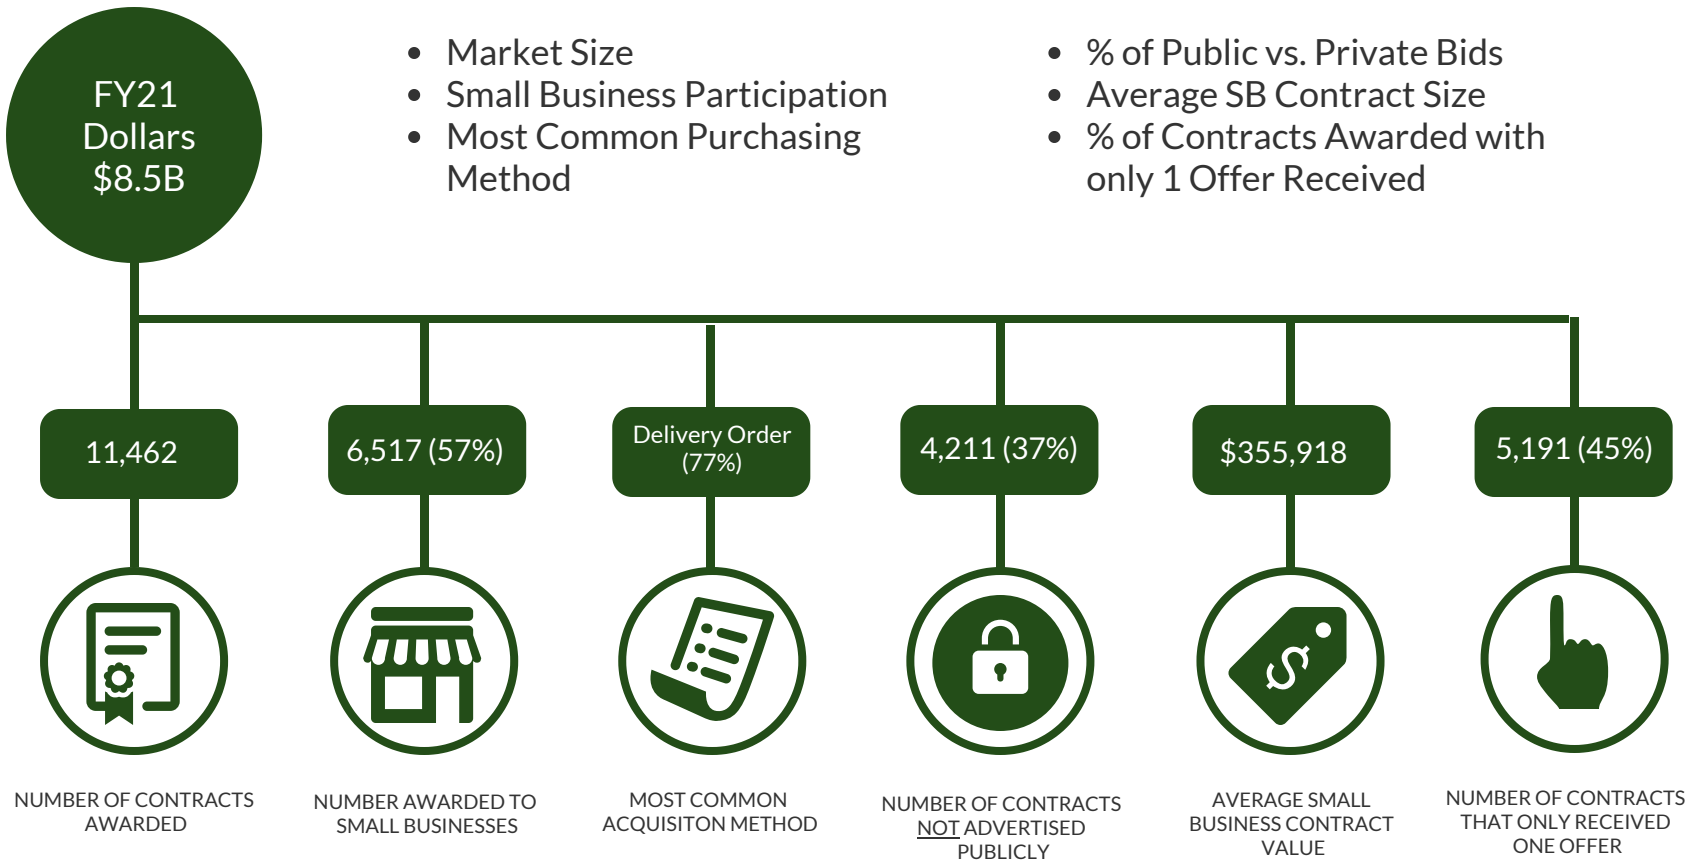 FY21
Dollars
$8.5B
• Market Size
• Small Business Participation
• Most Common Purchasing
Method
• % of Public vs. Private Bids
• Average SB Contract Size
• % of Contracts Awarded with
only 1 Offer Received
11,462
6,517 (57%)
Delivery Order
(77%)
4,211 (37%)
$355,918
5,191 (45%)
$
NUMBER OF CONTRACTS
AWARDED
NUMBER AWARDED TO
SMALL BUSINESSES
MOST COMMON
ACQUISITON METHOD
NUMBER OF CONTRACTS
NOT ADVERTISED
PUBLICLY
AVERAGE SMALL
BUSINESS CONTRACT
VALUE
NUMBER OF CONTRACTS
THAT ONLY RECEIVED
ONE OFFER